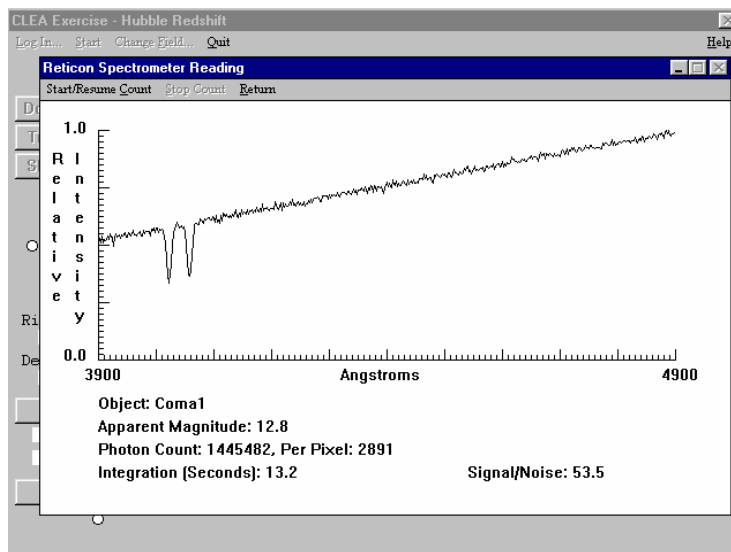 CLEA Exercise - Hubble Redshift
Log In... Start Change Field... Quit Help
Reticon Spectrometer Reading
Start/Resume Count Stop Count Return
1.0
Relative Intensity
0.0
3900 Angstroms 4900
Object: Coma1
Apparent Magnitude: 12.8
Photon Count: 1445482, Per Pixel: 2891
Integration (Seconds): 13.2 Signal/Noise: 53.5